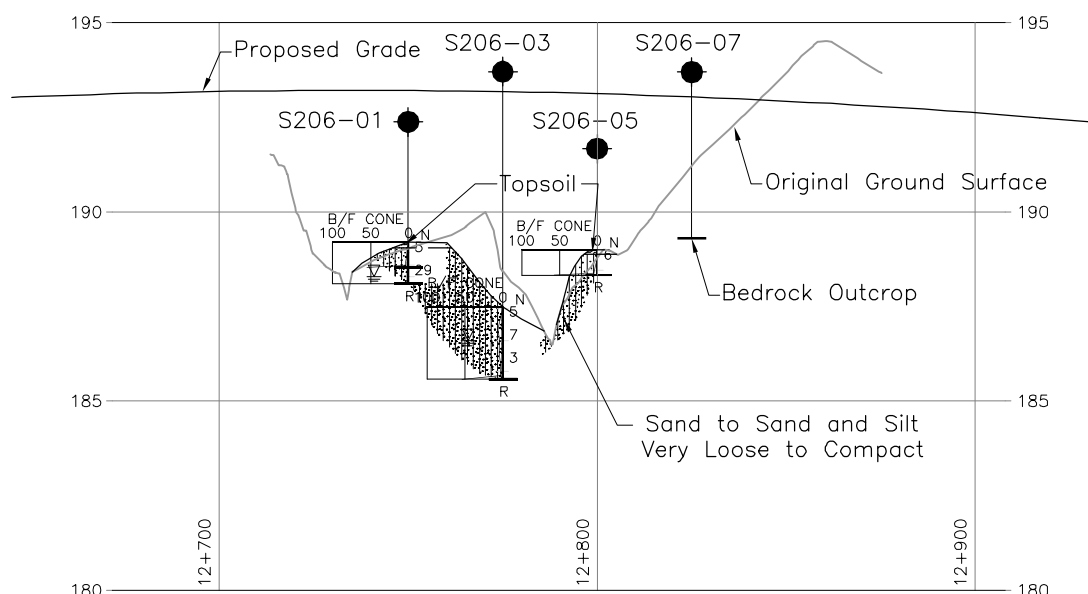 195
195
S206-03
S206-07
Proposed Grade
S206-01
S206-05
Topsoil
Original Ground Surface
190
190
B/F CONE
100 50 0 N
B/F CONE
100 50 0 N
5
6
29
R
R
Bedrock Outcrop
CONE
0 N
5
7
3
R
185
185
Sand to Sand and Silt
Very Loose to Compact
12+700
12+800
12+900
180
180